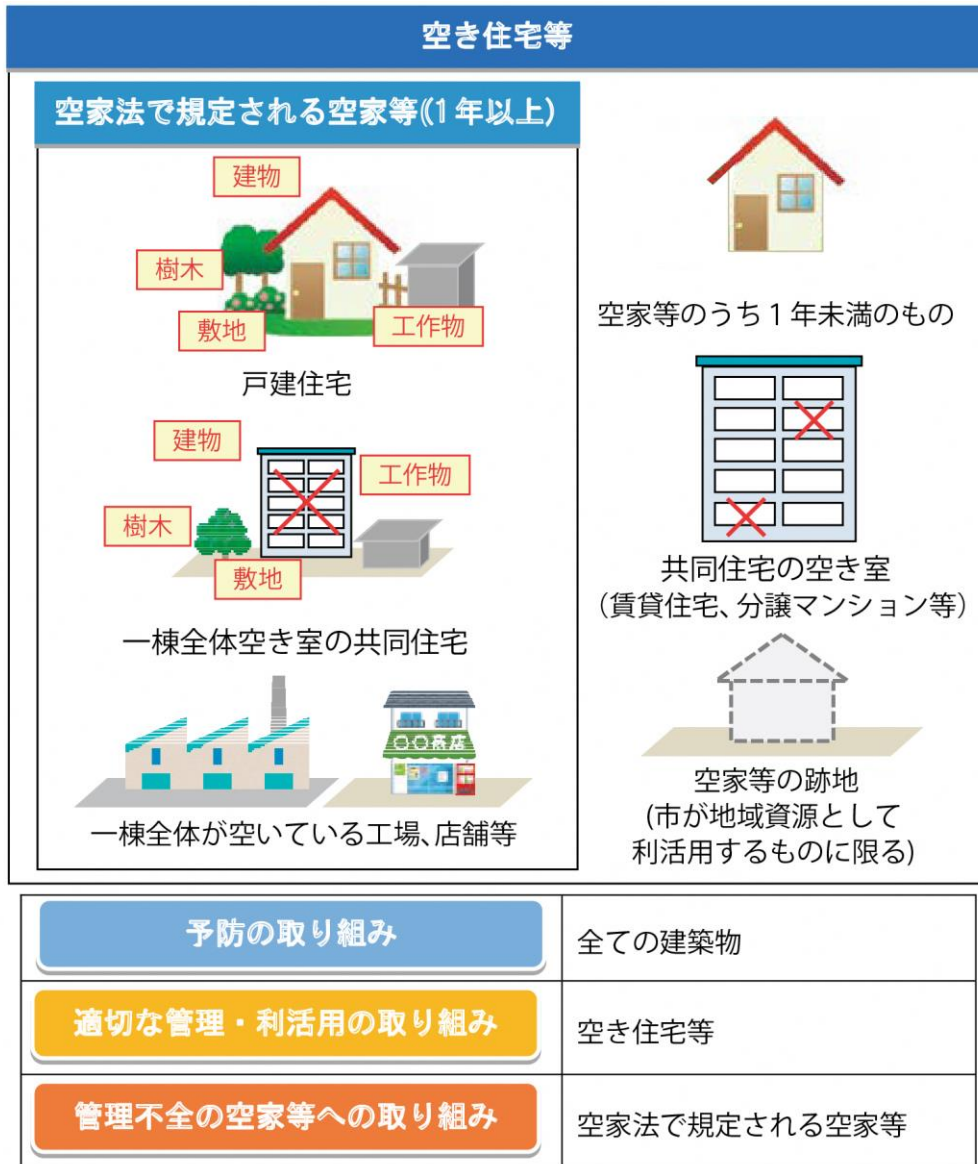 空き住宅等
空家法で規定される空家等((1年以上)
建物
樹木
敷地
工作物
戸建住宅
建物
工作物
樹木
敷地
一棟全体空き室の共同住宅
〇〇商店
一棟全体が空いている工場、店舗等
空家等のうち1年未満のもの
共同住宅の空き室
(賃貸住宅、分譲マンション等)
空家等の跡地
(市が地域資源として
利活用するものに限る)
予防の取り組み
全ての建築物
適切な管理・利活用の取り組み
空き住宅等
管理不全の空家等への取り組み
空家法で規定される空家等